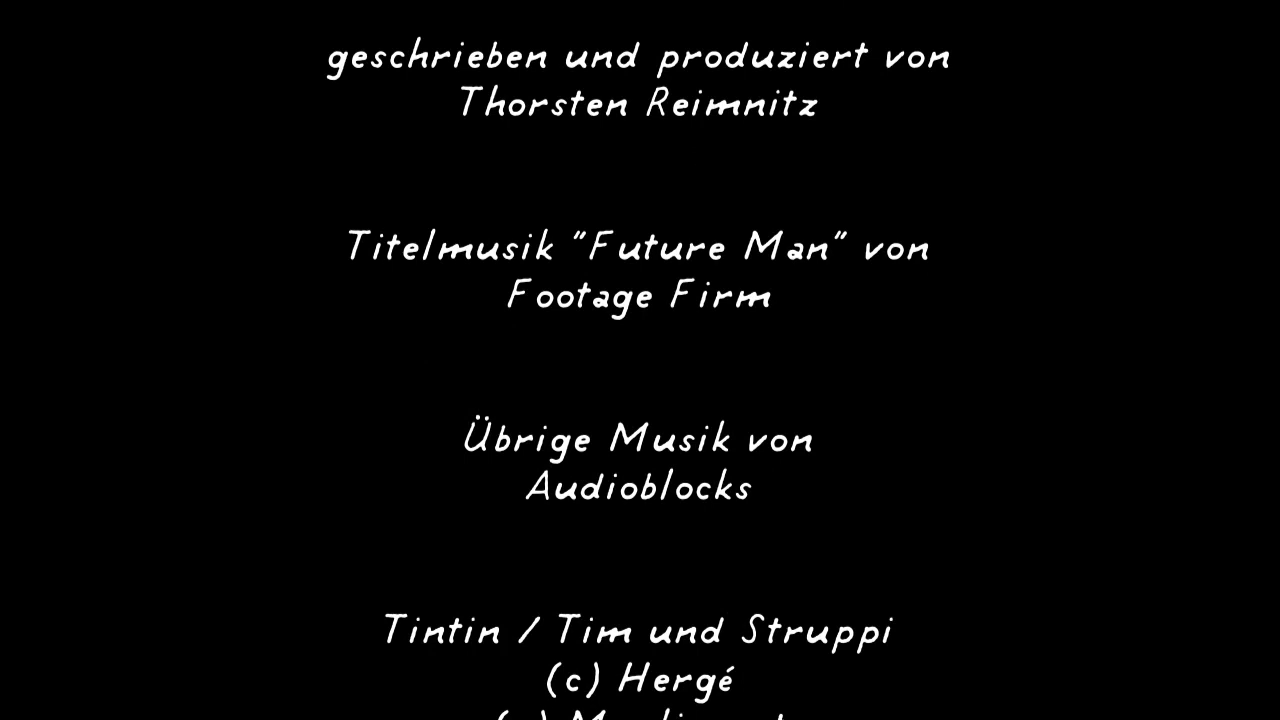 geschrieben und produziert von
Thorsten Reimnitz
Titelmusik "Future Man" von
Footage Firm
Übrige Musik von
Audioblocks
Tintin / Tim und Struppi
(c) Hergé
(c)